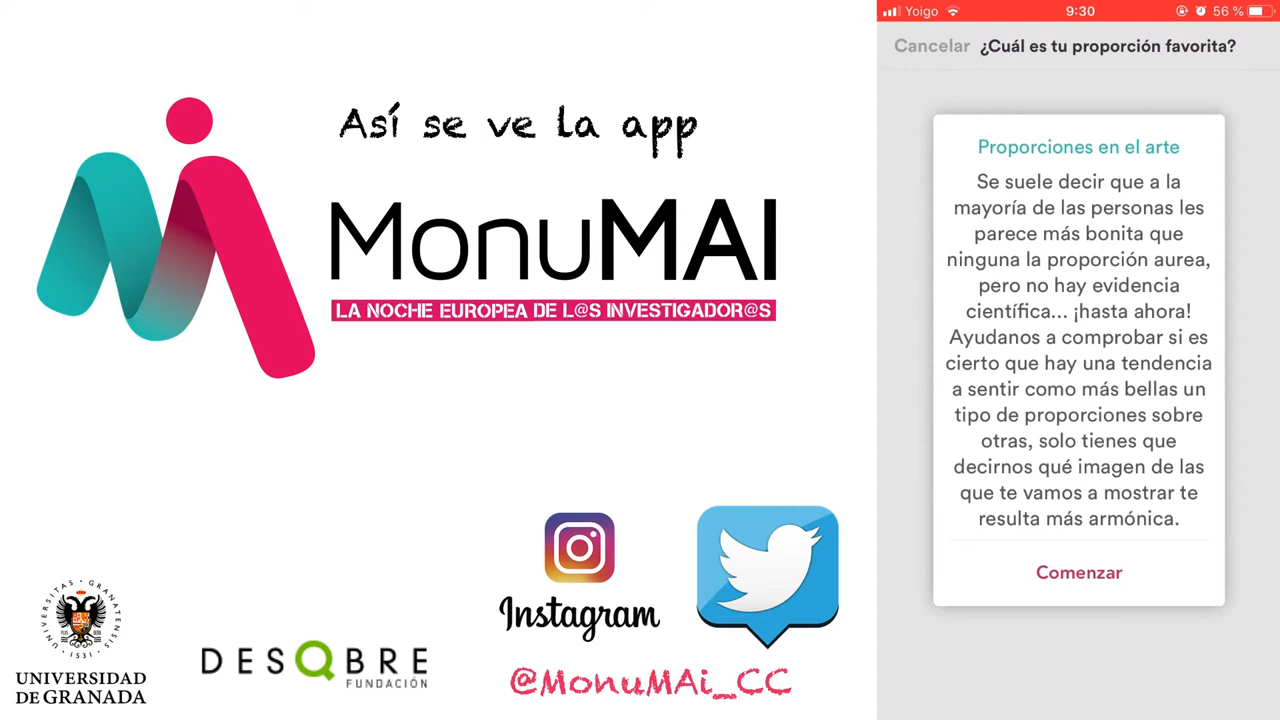 Así se ve la app
MonuMAI
LA NOCHE EUROPEA DE L@S INVESTIGADOR@S
Instagram
@MonuMAi_CC
UNIVERSITAS GRANATENSIS
1531
UNIVERSIDAD
DE GRANADA
DESQBRE
FUNDACIÓN
Yoigo
9:30
56 %
Cancelar
¿Cuál es tu proporción favorita?
Proporciones en el arte
Se suele decir que a la
mayoría de las personas les
parece más bonita que
ninguna la proporción aurea,
pero no hay evidencia
científica... ¡hasta ahora!
Ayudanos a comprobar si es
cierto que hay una tendencia
a sentir como más bellas un
tipo de proporciones sobre
otras, solo tienes que
decirnos qué imagen de las
que te vamos a mostrar te
resulta más armónica.
Comenzar